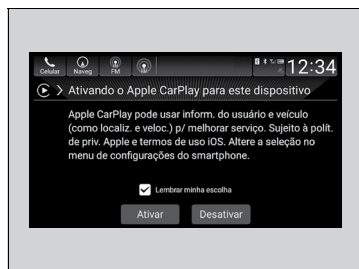 Celular Naveg FM 12:34
Ativando o Apple CarPlay para este dispositivo
Apple CarPlay pode usar inform. do usuário e veículo
(como localiz. e veloc.) p/ melhorar serviço. Sujeito à polít.
de priv. Apple e termos de uso iOS. Altere a seleção no
menu de configurações do smartphone.
Lembrar minha escolha
Ativar Desativar